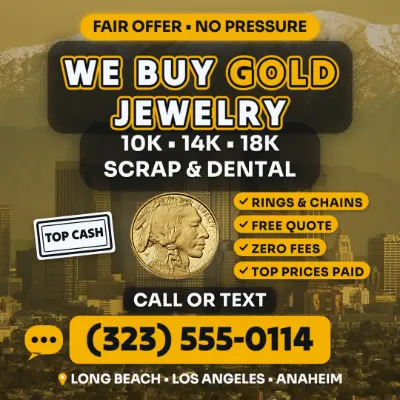 FAIR OFFER • NO PRESSURE
WE BUY GOLD
JEWELRY
10K • 14K • 18K
SCRAP & DENTAL
TOP CASH
✓ RINGS & CHAINS
✓ FREE QUOTE
✓ ZERO FEES
✓ TOP PRICES PAID
CALL OR TEXT
(323) 555-0114
LONG BEACH • LOS ANGELES • ANAHEIM